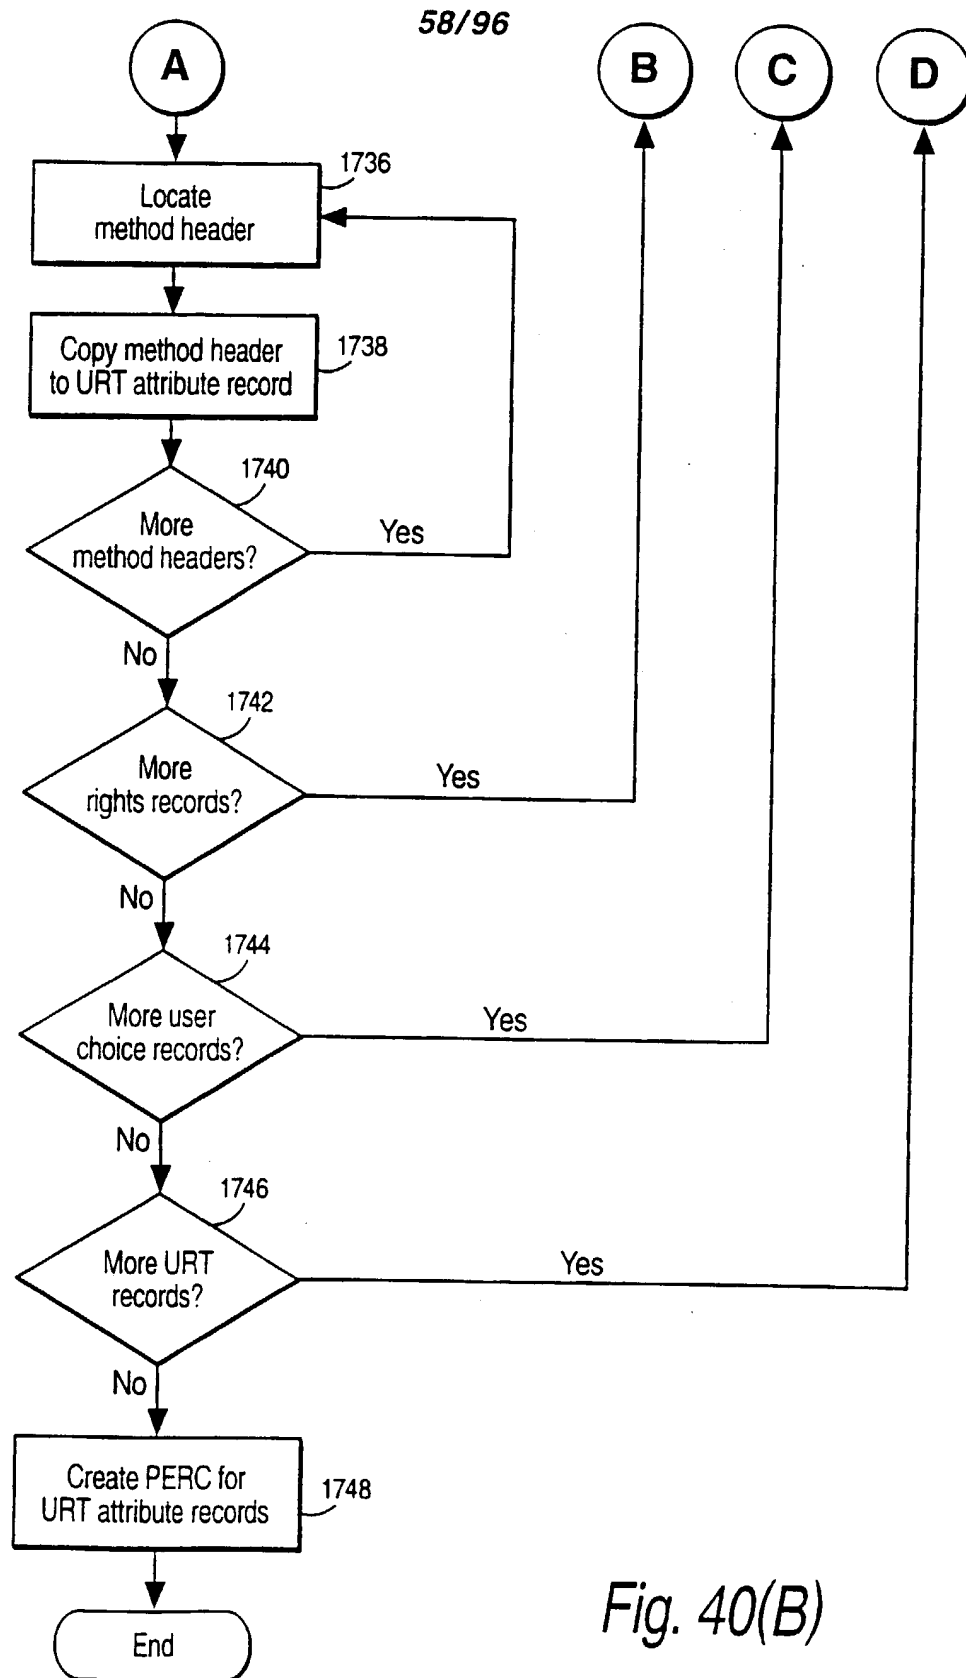 58/96
A
B
C
D
1736
Locate
method header
1738
Copy method header
to URT attribute record
1740
More
method headers?
Yes
No
1742
More
rights records?
Yes
No
1744
More user
choice records?
Yes
No
1746
More URT
records?
Yes
No
1748
Create PERC for
URT attribute records
End
Fig. 40(B)